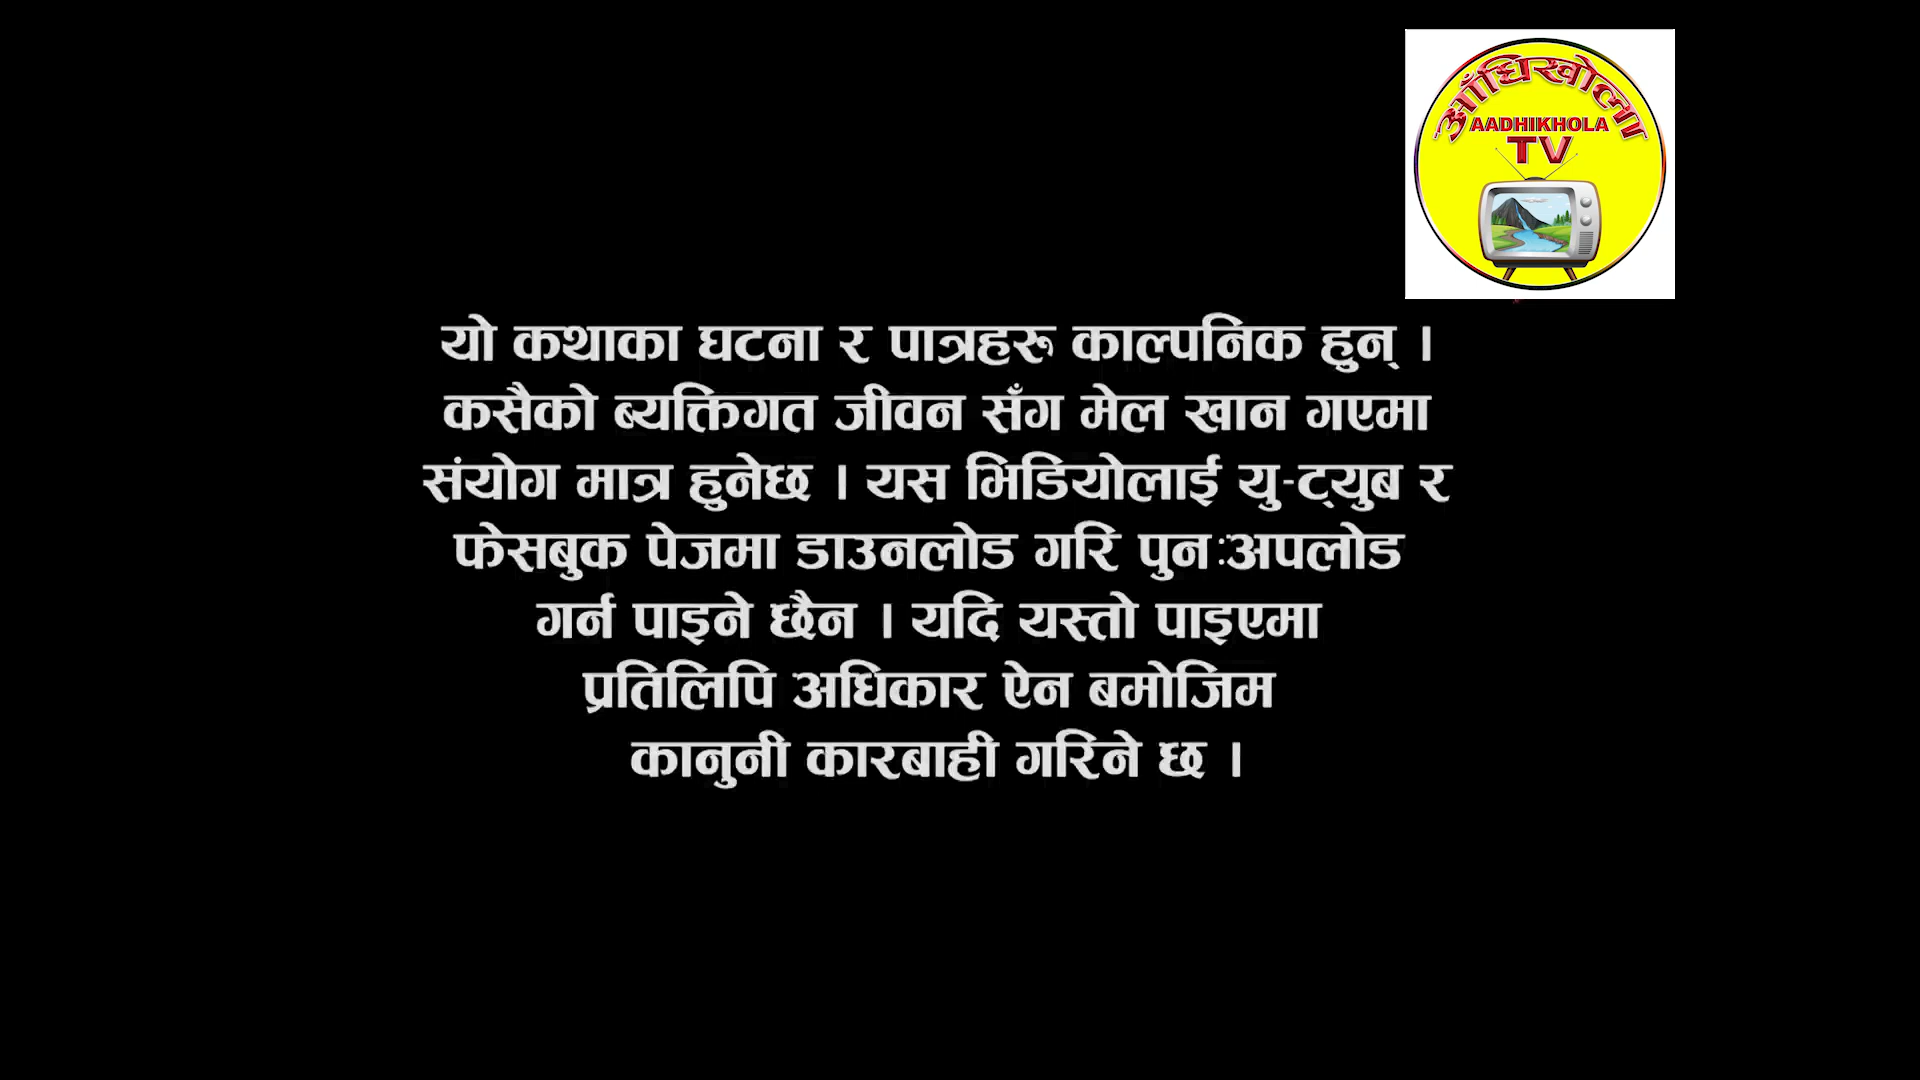 आँधिखोला
AADHIKHOLA
TV
यो कथाका घटना र पात्रहरू काल्पनिक हुन् ।
कसैको ब्यक्तिगत जीवन सँग मेल खान गएमा
संयोग मात्र हुनेछ । यस भिडियोलाई यु-ट्युब र
फेसबुक पेजमा डाउनलोड गरि पुनःअपलोड
गर्न पाइने छैन । यदि यस्तो पाइएमा
प्रतिलिपि अधिकार ऐन बमोजिम
कानुनी कारबाही गरिने छ ।